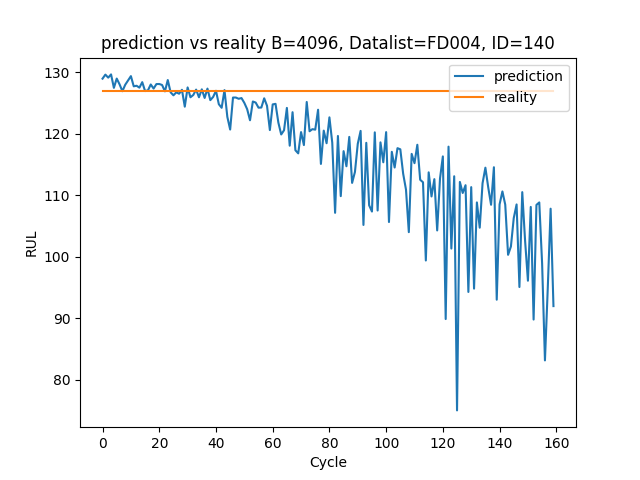 prediction vs reality B=4096, Datalist=FD004, ID=140
prediction
reality
130
120
110
100
90
80
RUL
0 20 40 60 80 100 120 140 160
Cycle